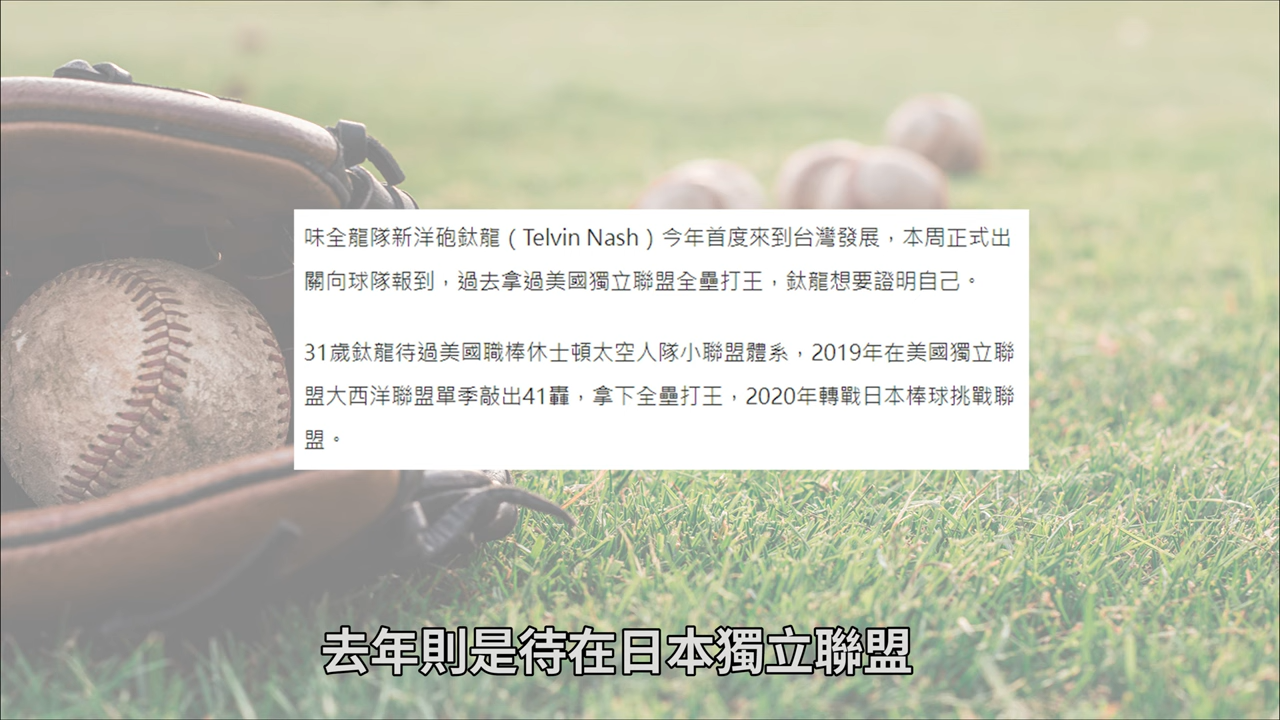 味全龍隊新洋砲鈦龍（Telvin Nash）今年首度來到台灣發展，本周正式出
關向球隊報到，過去拿過美國獨立聯盟全壘打王，鈦龍想要證明自己。
31歲鈦龍待過美國職棒休士頓太空人隊小聯盟體系，2019年在美國獨立聯
盟大西洋聯盟單季敲出41轟，拿下全壘打王，2020年轉戰日本棒球挑戰聯
盟。
去年則是待在日本獨立聯盟